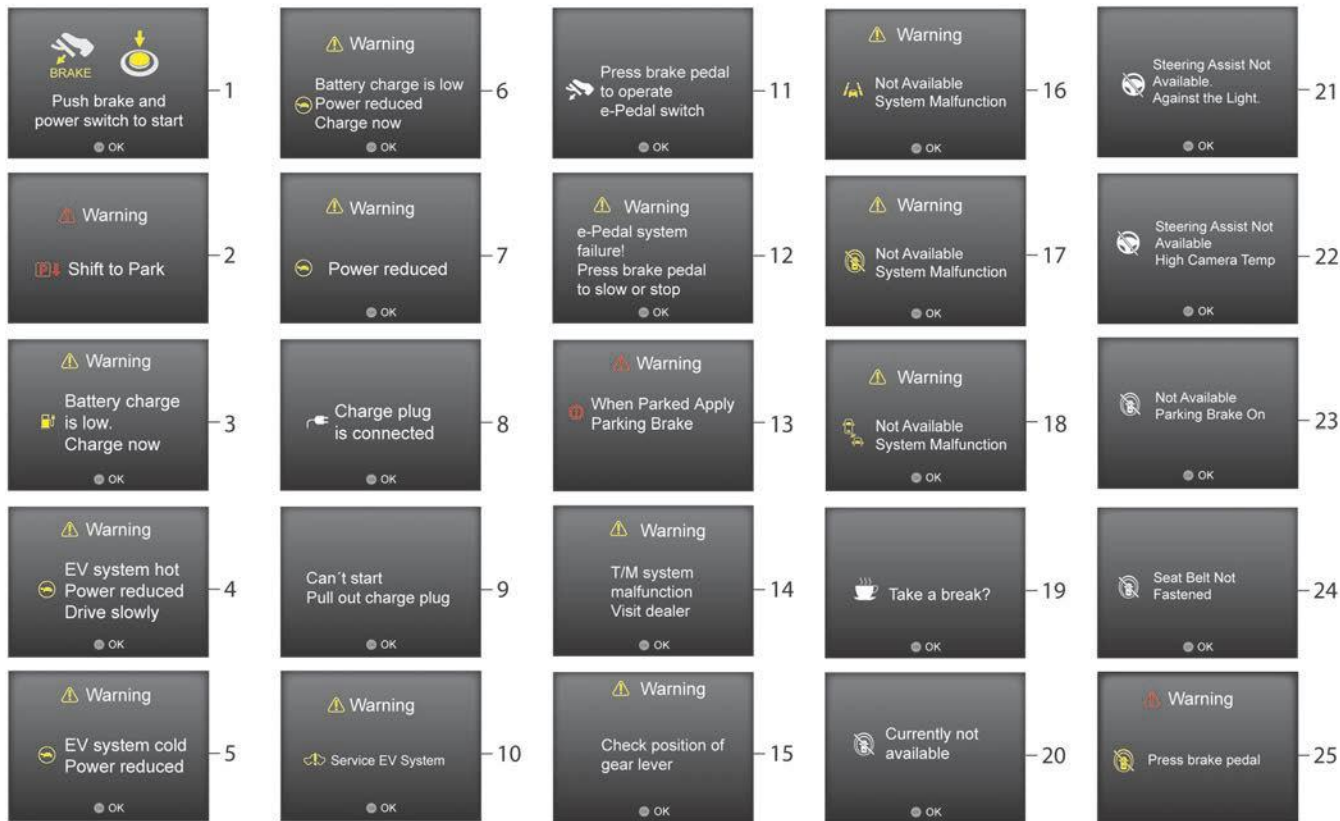 BRAKE
Push brake and
power switch to start
OK
1
Warning
P Shift to Park
2
Warning
Battery charge
is low.
Charge now
OK
3
Warning
EV system hot
Power reduced
Drive slowly
OK
4
Warning
EV system cold
Power reduced
OK
5
Warning
Battery charge is low
Power reduced
Charge now
OK
6
Warning
Power reduced
OK
7
Charge plug
is connected
OK
8
Can´t start
Pull out charge plug
OK
9
Warning
Service EV System
OK
10
Press brake pedal
to operate
e-Pedal switch
OK
11
Warning
e-Pedal system
failure!
Press brake pedal
to slow or stop
OK
12
Warning
When Parked Apply
Parking Brake
13
Warning
T/M system
malfunction
Visit dealer
OK
14
Warning
Check position of
gear lever
15
Warning
Not Available
System Malfunction
OK
16
Warning
Not Available
System Malfunction
OK
17
Warning
Not Available
System Malfunction
OK
18
Take a break?
OK
19
Currently not
available
OK
20
Steering Assist Not
Available.
Against the Light.
OK
21
Steering Assist Not
Available
High Camera Temp
OK
22
Not Available
Parking Brake On
OK
23
Seat Belt Not
Fastened
OK
24
Warning
Press brake pedal
25